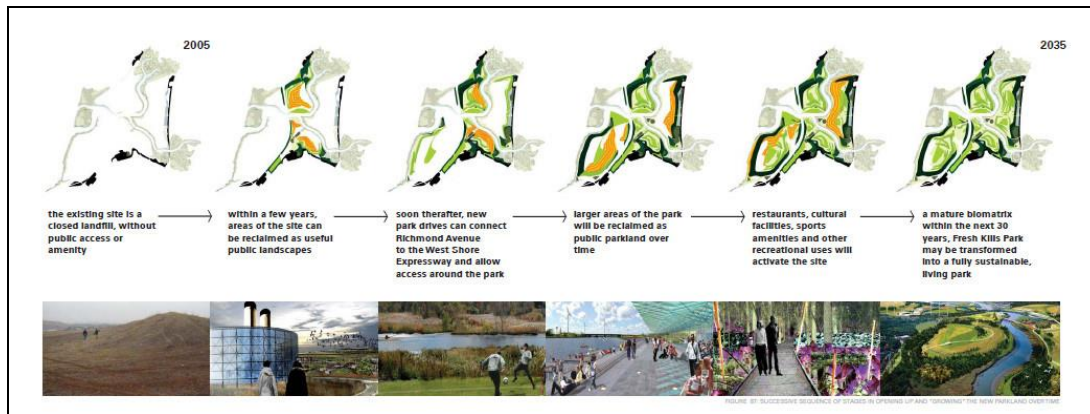 2005
2035
the existing site is a
closed landfill, without
public access or
amenity
within a few years,
areas of the site can
be reclaimed as useful
public landscapes
soon therafter, new
park drives can connect
Richmond Avenue
to the West Shore
Expressway and allow
access around the park
larger areas of the park
will be reclaimed as
public parkland over
time
restaurants, cultural
facilities, sports
amenities and other
recreational uses will
activate the site
a mature biomatrix
within the next 30
years, Fresh Kills Park
may be transformed
into a fully sustainable,
living park
FIGURE 87: SUCCESSIVE SEQUENCE OF STAGES IN OPENING UP AND "GROWING" THE NEW PARKLAND OVER TIME